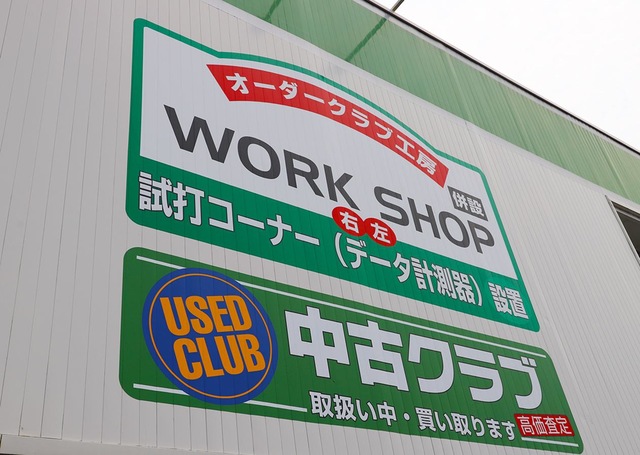 オーダークラブ工房
WORK SHOP 併設
右 左
試打コーナー（データ計測器）設置
USED
CLUB
中古クラブ
取扱い中・買い取ります 高価査定